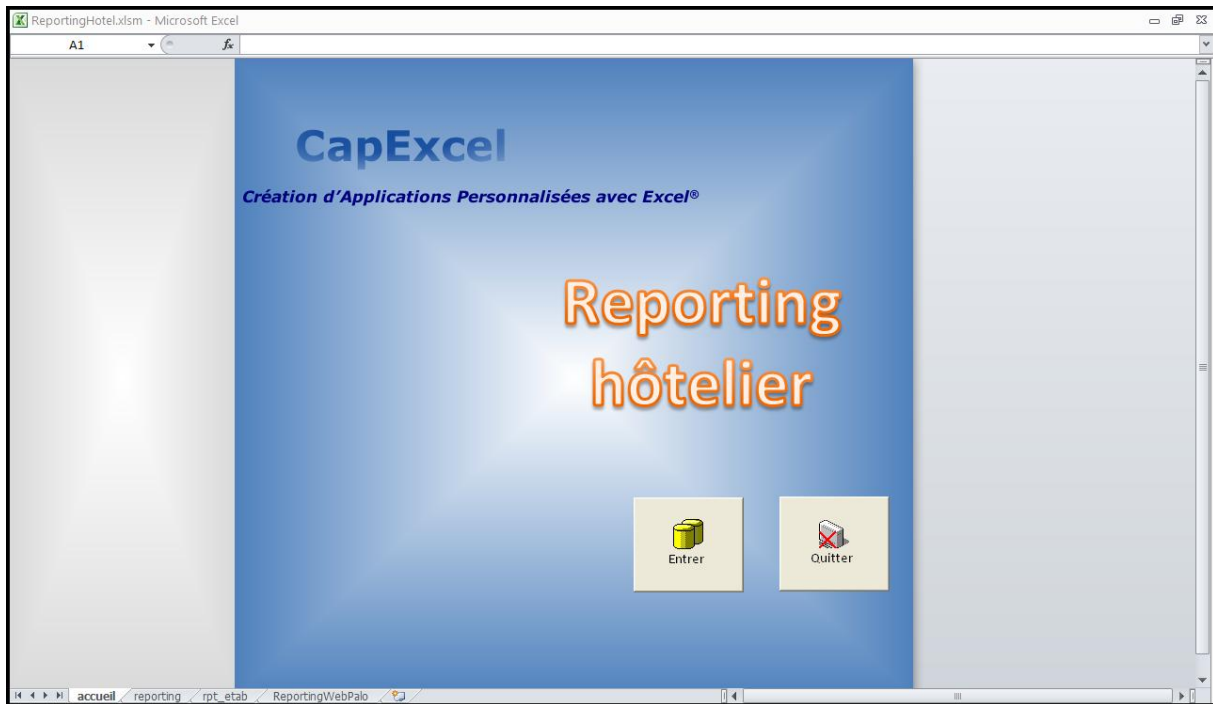 ReportingHotel.xlsm - Microsoft Excel
A1
fx
CapExcel
Création d'Applications Personnalisées avec Excel®
Reporting
hôtelier
Entrer
Quitter
accueil
reporting
rpt_etab
ReportingWebPalo